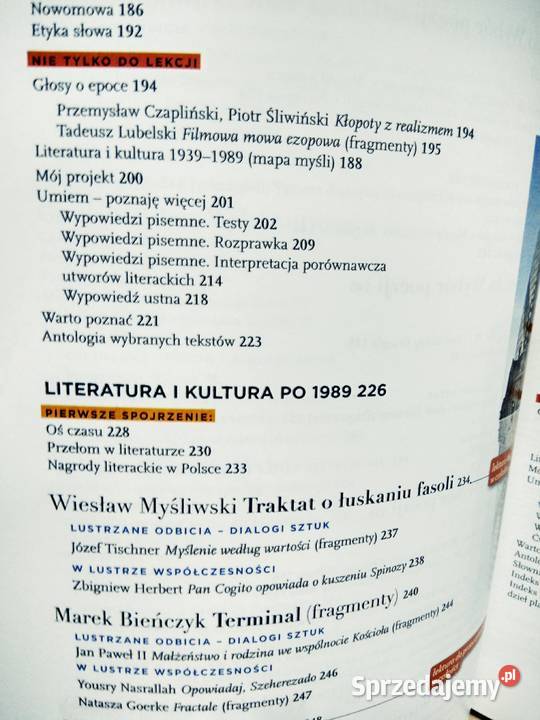 Nowomowa 186
Etyka słowa 192
NIE TYLKO DO LEKCJI
Głosy o epoce 194
Przemysław Czapliński, Piotr Śliwiński Kłopoty z realizmem 194
Tadeusz Lubelski Filmowa mowa ezopowa (fragmenty) 195
Literatura i kultura 1939–1989 (mapa myśli) 188
Mój projekt 200
Umiem – poznaję więcej 201
Wypowiedzi pisemne. Testy 202
Wypowiedzi pisemne. Rozprawka 209
Wypowiedzi pisemne. Interpretacja porównawcza
utworów literackich 214
Wypowiedź ustna 218
Warto poznać 221
Antologia wybranych tekstów 223
LITERATURA I KULTURA PO 1989 226
PIERWSZE SPOJRZENIE:
Oś czasu 228
Przełom w literaturze 230
Nagrody literackie w Polsce 233
Wiesław Myśliwski Traktat o łuskaniu fasoli 234
LUSTRZANE ODBICIA – DIALOGI SZTUK
Józef Tischner Myślenie według wartości (fragmenty) 237
W LUSTRZE WSPÓŁCZESNOŚCI
Zbigniew Herbert Pan Cogito opowiada o kuszeniu Spinozy 238
Marek Bieńczyk Terminal (fragmenty) 240
LUSTRZANE ODBICIA – DIALOGI SZTUK
Jan Paweł II Małżeństwo i rodzina we wspólnocie Kościoła (fragmenty) 244
W LUSTRZE WSPÓŁCZESNOŚCI
Yousry Nasrallah Opowiadaj, Szeherezado 246
Natasza Goerke Fractale (fragmenty) 247
Sprzedajemy.pl